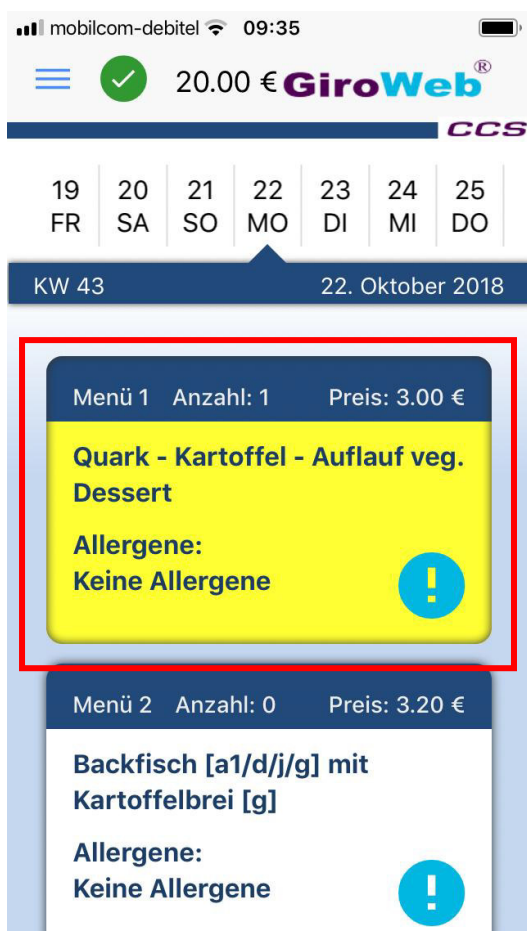 mobilcom-debitel 09:35
20.00 € GiroWeb®
CCS
19 20 21 22 23 24 25
FR SA SO MO DI MI DO
KW 43 22. Oktober 2018
Menü 1 Anzahl: 1 Preis: 3.00 €
Quark - Kartoffel - Auflauf veg.
Dessert
Allergene:
Keine Allergene
!
Menü 2 Anzahl: 0 Preis: 3.20 €
Backfisch [a1/d/j/g] mit
Kartoffelbrei [g]
Allergene:
Keine Allergene
!